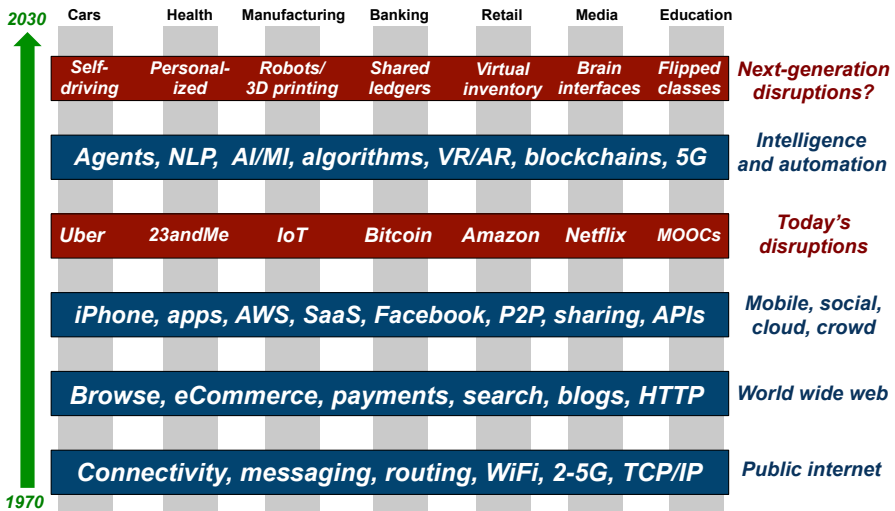 2030
Cars Health Manufacturing Banking Retail Media Education
Self- Personal- Robots/ Shared Virtual Brain Flipped Next-generation
driving ized 3D printing ledgers inventory interfaces classes disruptions?
Agents, NLP, AI/MI, algorithms, VR/AR, blockchains, 5G
Intelligence
and automation
Uber 23andMe IoT Bitcoin Amazon Netflix MOOCs
Today's
disruptions
iPhone, apps, AWS, SaaS, Facebook, P2P, sharing, APIs
Mobile, social,
cloud, crowd
Browse, eCommerce, payments, search, blogs, HTTP
World wide web
Connectivity, messaging, routing, WiFi, 2-5G, TCP/IP
Public internet
1970